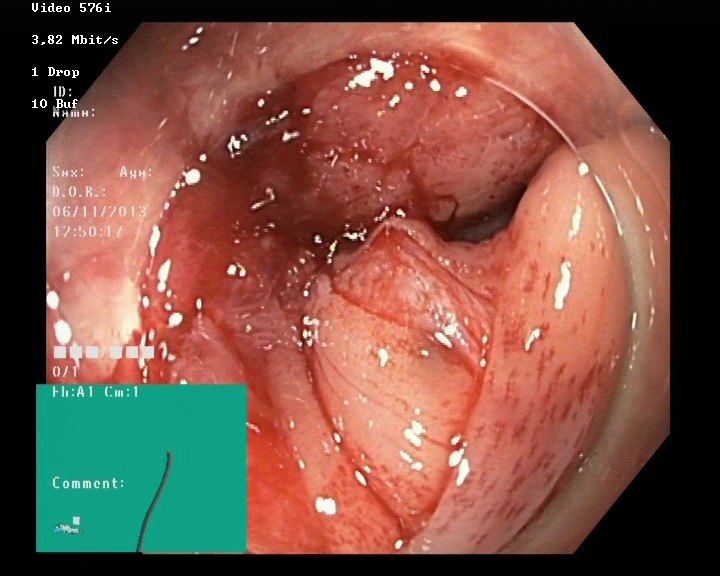 Video 576i
3,82 Mbit/s
1 Drop
ID:
10 Buf
Name:
Sex: Age:
D.O.B.:
06/11/2013
12:50:17
0/1
Eh:A1 Cm:1
Comment: